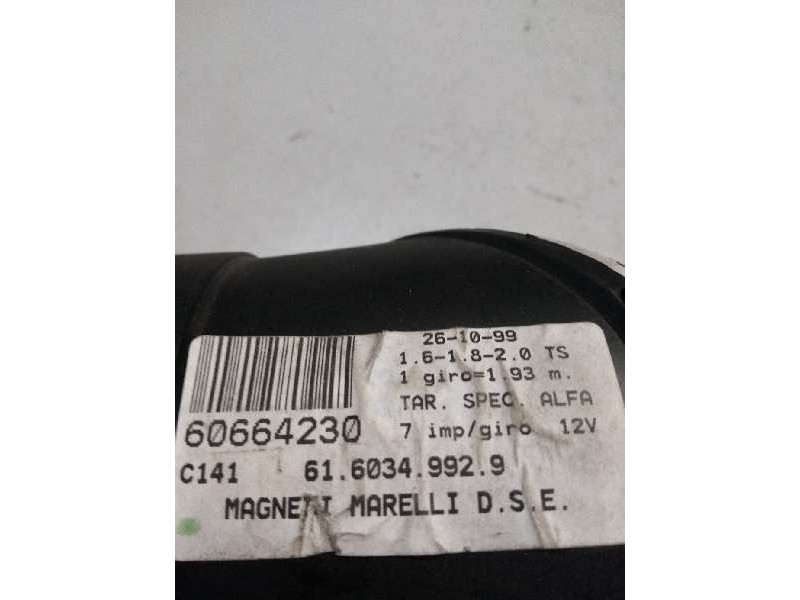 26-10-99
1.6-1.8-2.0 TS
1 giro=1.93 m.
TAR. SPEC. ALFA
7 imp/giro 12V
60664230
C141 61.6034.992.9
MAGNETI MARELLI D.S.E.